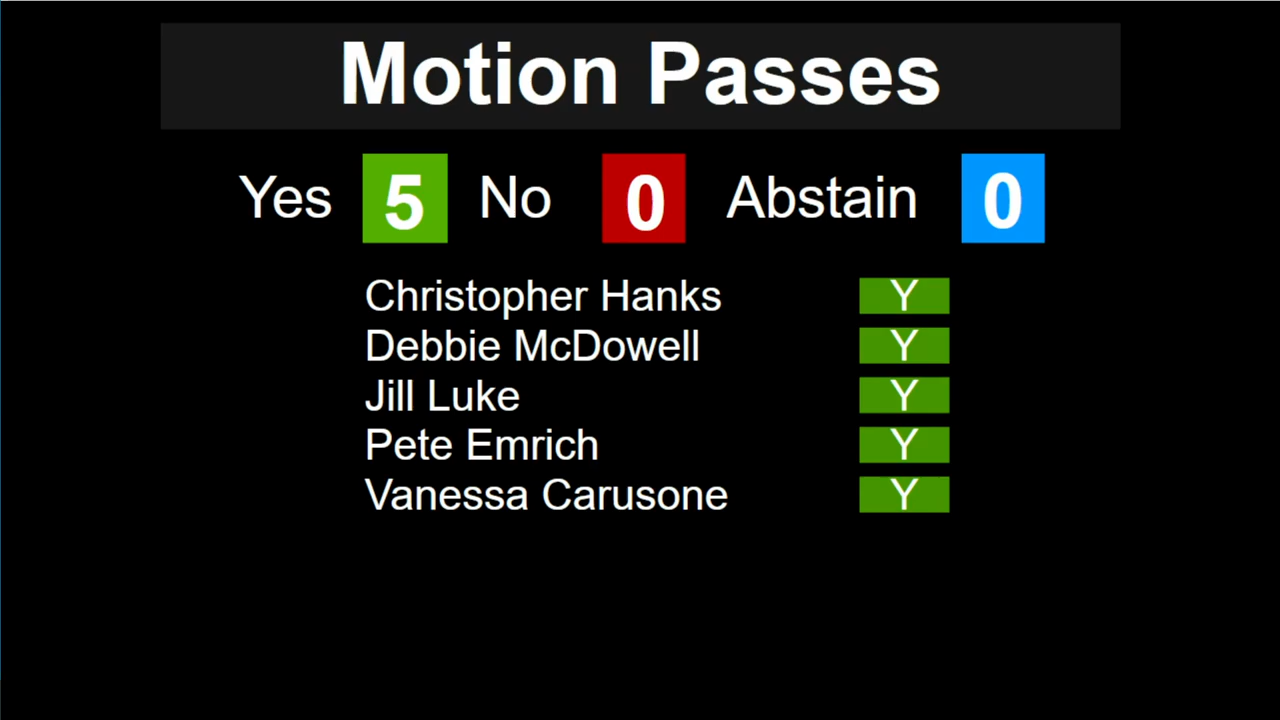 Motion Passes
Yes 5 No 0 Abstain 0
Christopher Hanks Y
Debbie McDowell Y
Jill Luke Y
Pete Emrich Y
Vanessa Carusone Y